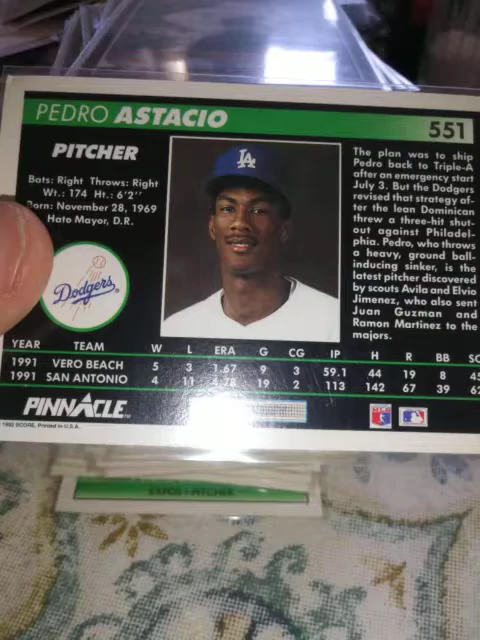 PEDRO ASTACIO
551
PITCHER
Bats: Right Throws: Right
Wt.: 174 Ht.: 6'2''
Born: November 28, 1969
Hato Mayor, D.R.
Dodgers
LA
The plan was to ship
Pedro back to Triple-A
after an emergency start
July 3. But the Dodgers
revised that strategy af-
ter the lean Dominican
threw a three-hit shut-
out against Philadel-
phia. Pedro, who throws
a heavy, ground ball-
inducing sinker, is the
latest pitcher discovered
by scouts Avila and Elvio
Jimenez, who also sent
Juan Guzman and
Ramon Martinez to the
majors.
YEAR TEAM W L ERA G CG IP H R BB SO
1991 VERO BEACH 5 3 1.67 9 3 59.1 44 19 8 45
1991 SAN ANTONIO 4 11 4.78 19 2 113 142 67 39 62
PINNACLE
1992 SCORE, Printed in U.S.A.
EXPOS • PITCHER